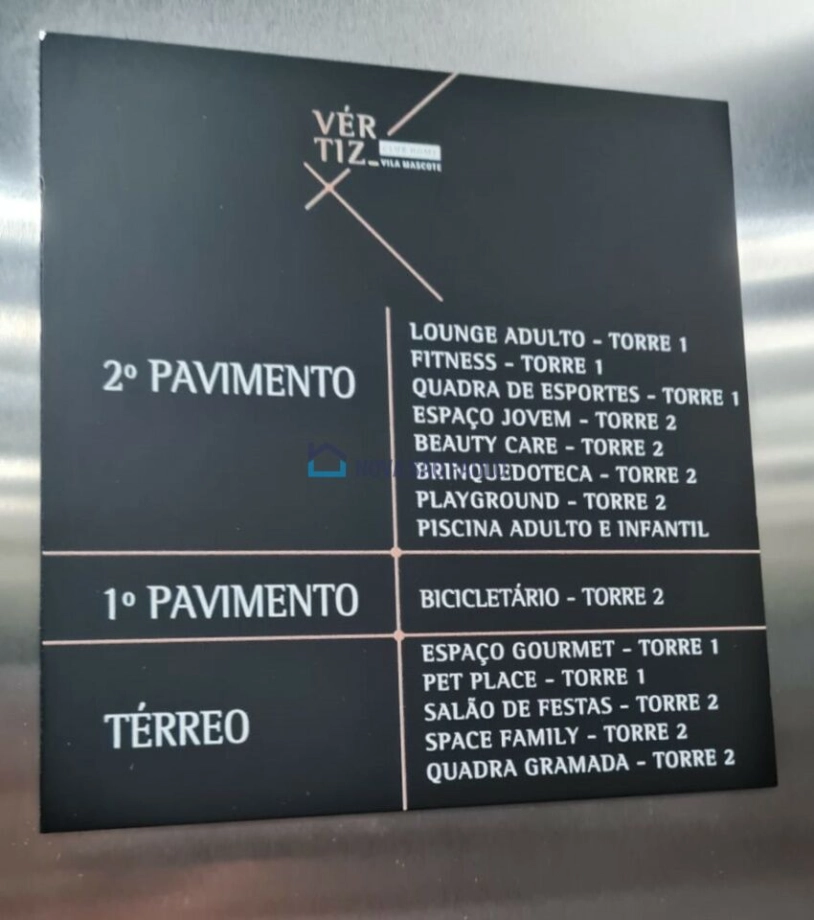 VÉR
TIZ_
CLUB HOME
VILA MASCOTE
2º PAVIMENTO
LOUNGE ADULTO - TORRE 1
FITNESS - TORRE 1
QUADRA DE ESPORTES - TORRE 1
ESPAÇO JOVEM - TORRE 2
BEAUTY CARE - TORRE 2
BRINQUEDOTECA - TORRE 2
PLAYGROUND - TORRE 2
PISCINA ADULTO E INFANTIL
1º PAVIMENTO
BICICLETÁRIO - TORRE 2
TÉRREO
ESPAÇO GOURMET - TORRE 1
PET PLACE - TORRE 1
SALÃO DE FESTAS - TORRE 2
SPACE FAMILY - TORRE 2
QUADRA GRAMADA - TORRE 2